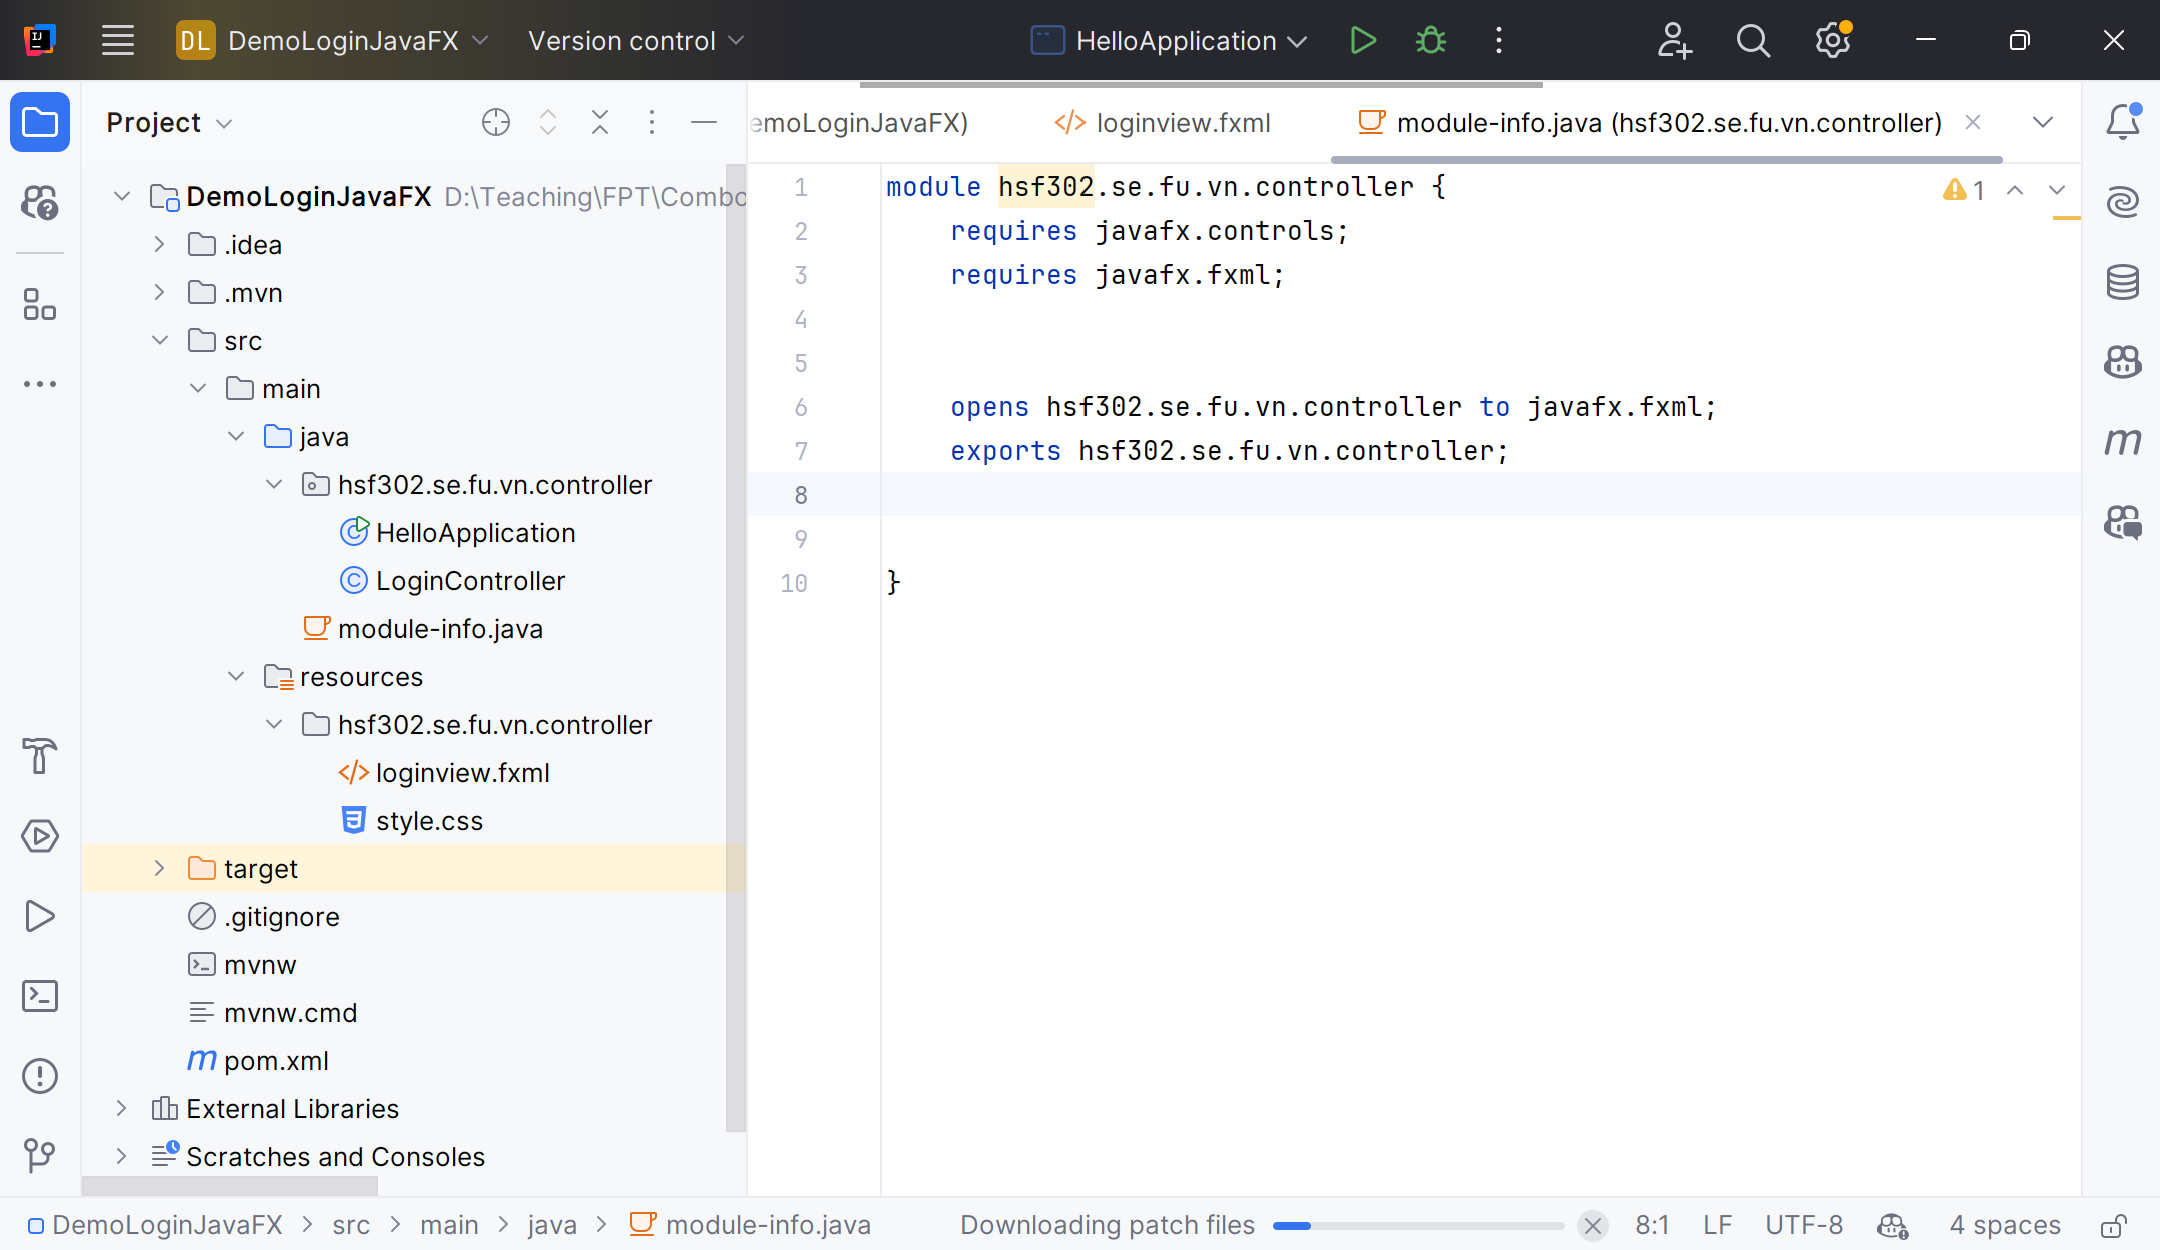 DL DemoLoginJavaFX Version control HelloApplication
Project
DemoLoginJavaFX D:\Teaching\FPT\Combo
.idea
.mvn
src
main
java
hsf302.se.fu.vn.controller
HelloApplication
LoginController
module-info.java
resources
hsf302.se.fu.vn.controller
loginview.fxml
style.css
target
.gitignore
mvnw
mvnw.cmd
pom.xml
External Libraries
Scratches and Consoles
emoLoginJavaFX) loginview.fxml module-info.java (hsf302.se.fu.vn.controller)
1 module hsf302.se.fu.vn.controller {
2 requires javafx.controls;
3 requires javafx.fxml;
4
5
6 opens hsf302.se.fu.vn.controller to javafx.fxml;
7 exports hsf302.se.fu.vn.controller;
8
9
10 }
1
DemoLoginJavaFX > src > main > java > module-info.java Downloading patch files 8:1 LF UTF-8 4 spaces